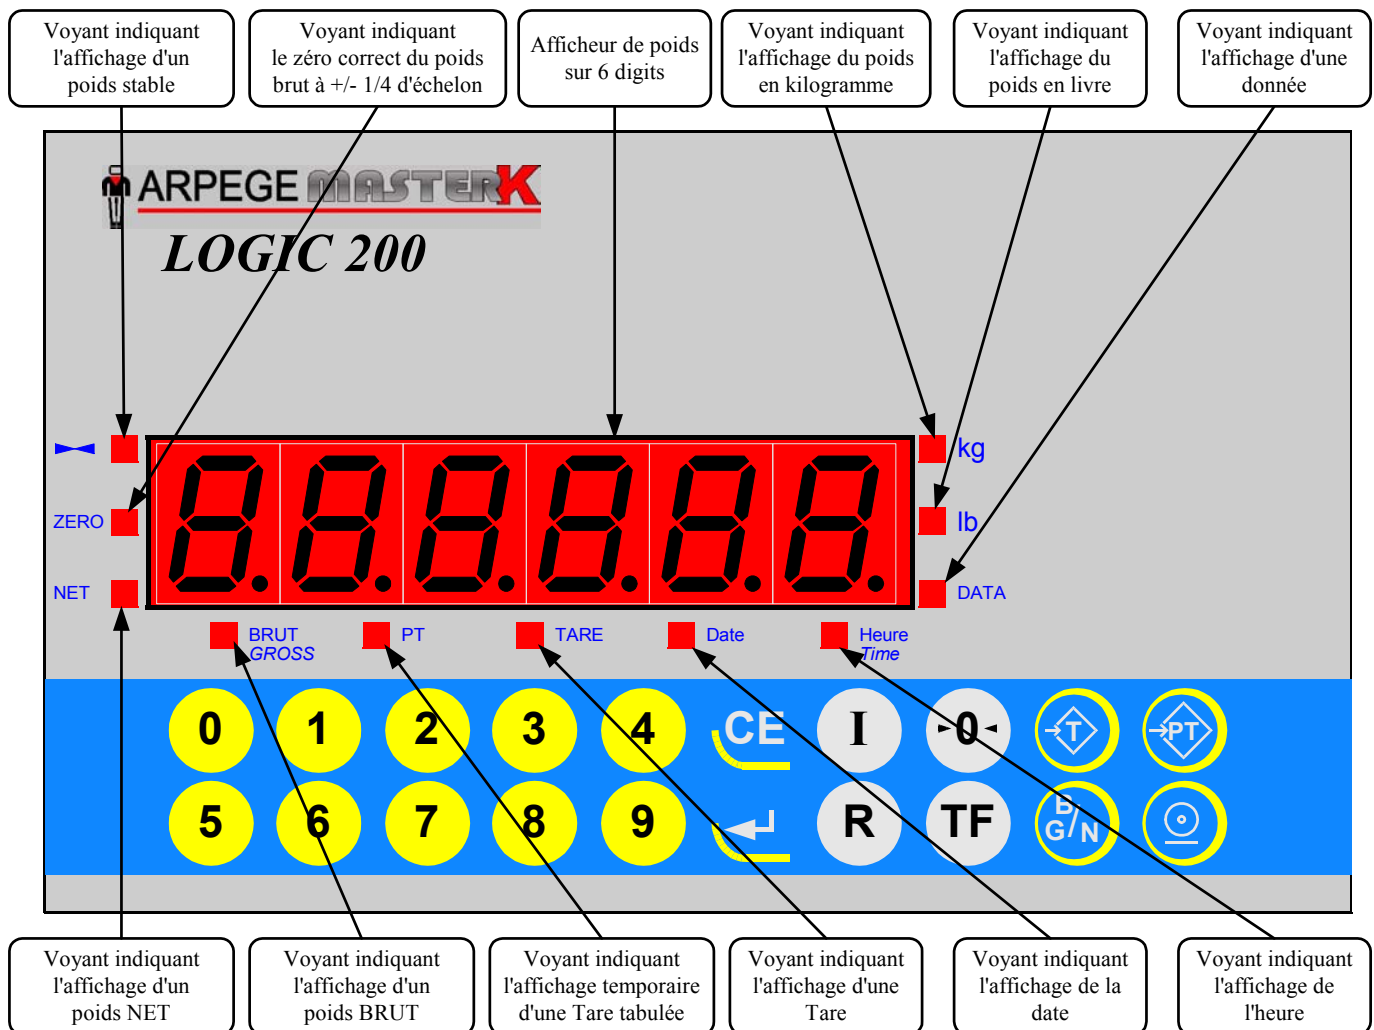 Voyant indiquant
l'affichage d'un
poids stable
Voyant indiquant
le zéro correct du poids
brut à +/- 1/4 d'échelon
Afficheur de poids
sur 6 digits
Voyant indiquant
l'affichage du poids
en kilogramme
Voyant indiquant
l'affichage du
poids en livre
Voyant indiquant
l'affichage d'une
donnée
ARPEGE MASTERK
LOGIC 200
kg
ZERO
lb
NET
DATA
BRUT
GROSS
PT
TARE
Date
Heure
Time
0 1 2 3 4 CE I 0 T PT
5 6 7 8 9 R TF B/N
G
Voyant indiquant
l'affichage d'un
poids NET
Voyant indiquant
l'affichage d'un
poids BRUT
Voyant indiquant
l'affichage temporaire
d'une Tare tabulée
Voyant indiquant
l'affichage d'une
Tare
Voyant indiquant
l'affichage de la
date
Voyant indiquant
l'affichage de
l'heure